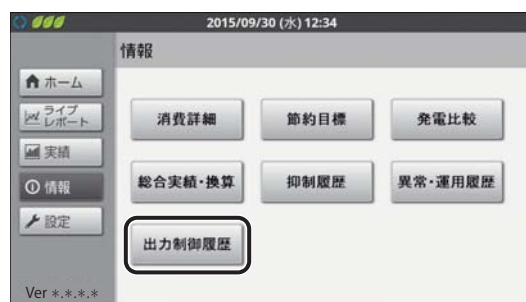 2015/09/30 (水) 12:34
情報
ホーム
ライブ
レポート
実績
情報
設定
消費詳細 節約目標 発電比較
総合実績・換算 抑制履歴 異常・運用履歴
出力制御履歴
Ver *.*.*.*